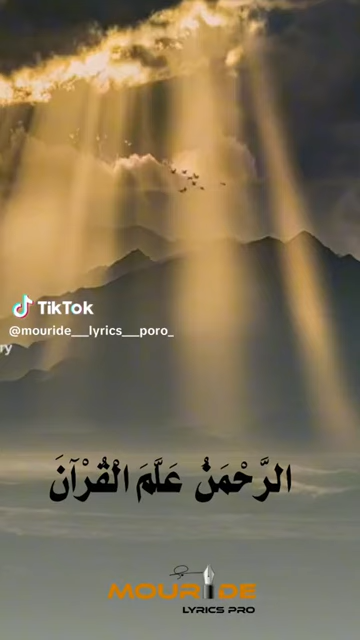 TikTok
@mouride__lyrics__poro_
ry
الرَّحْمَنُ عَلَّمَ الْقُرْآنَ
MOURIDE
LYRICS PRO